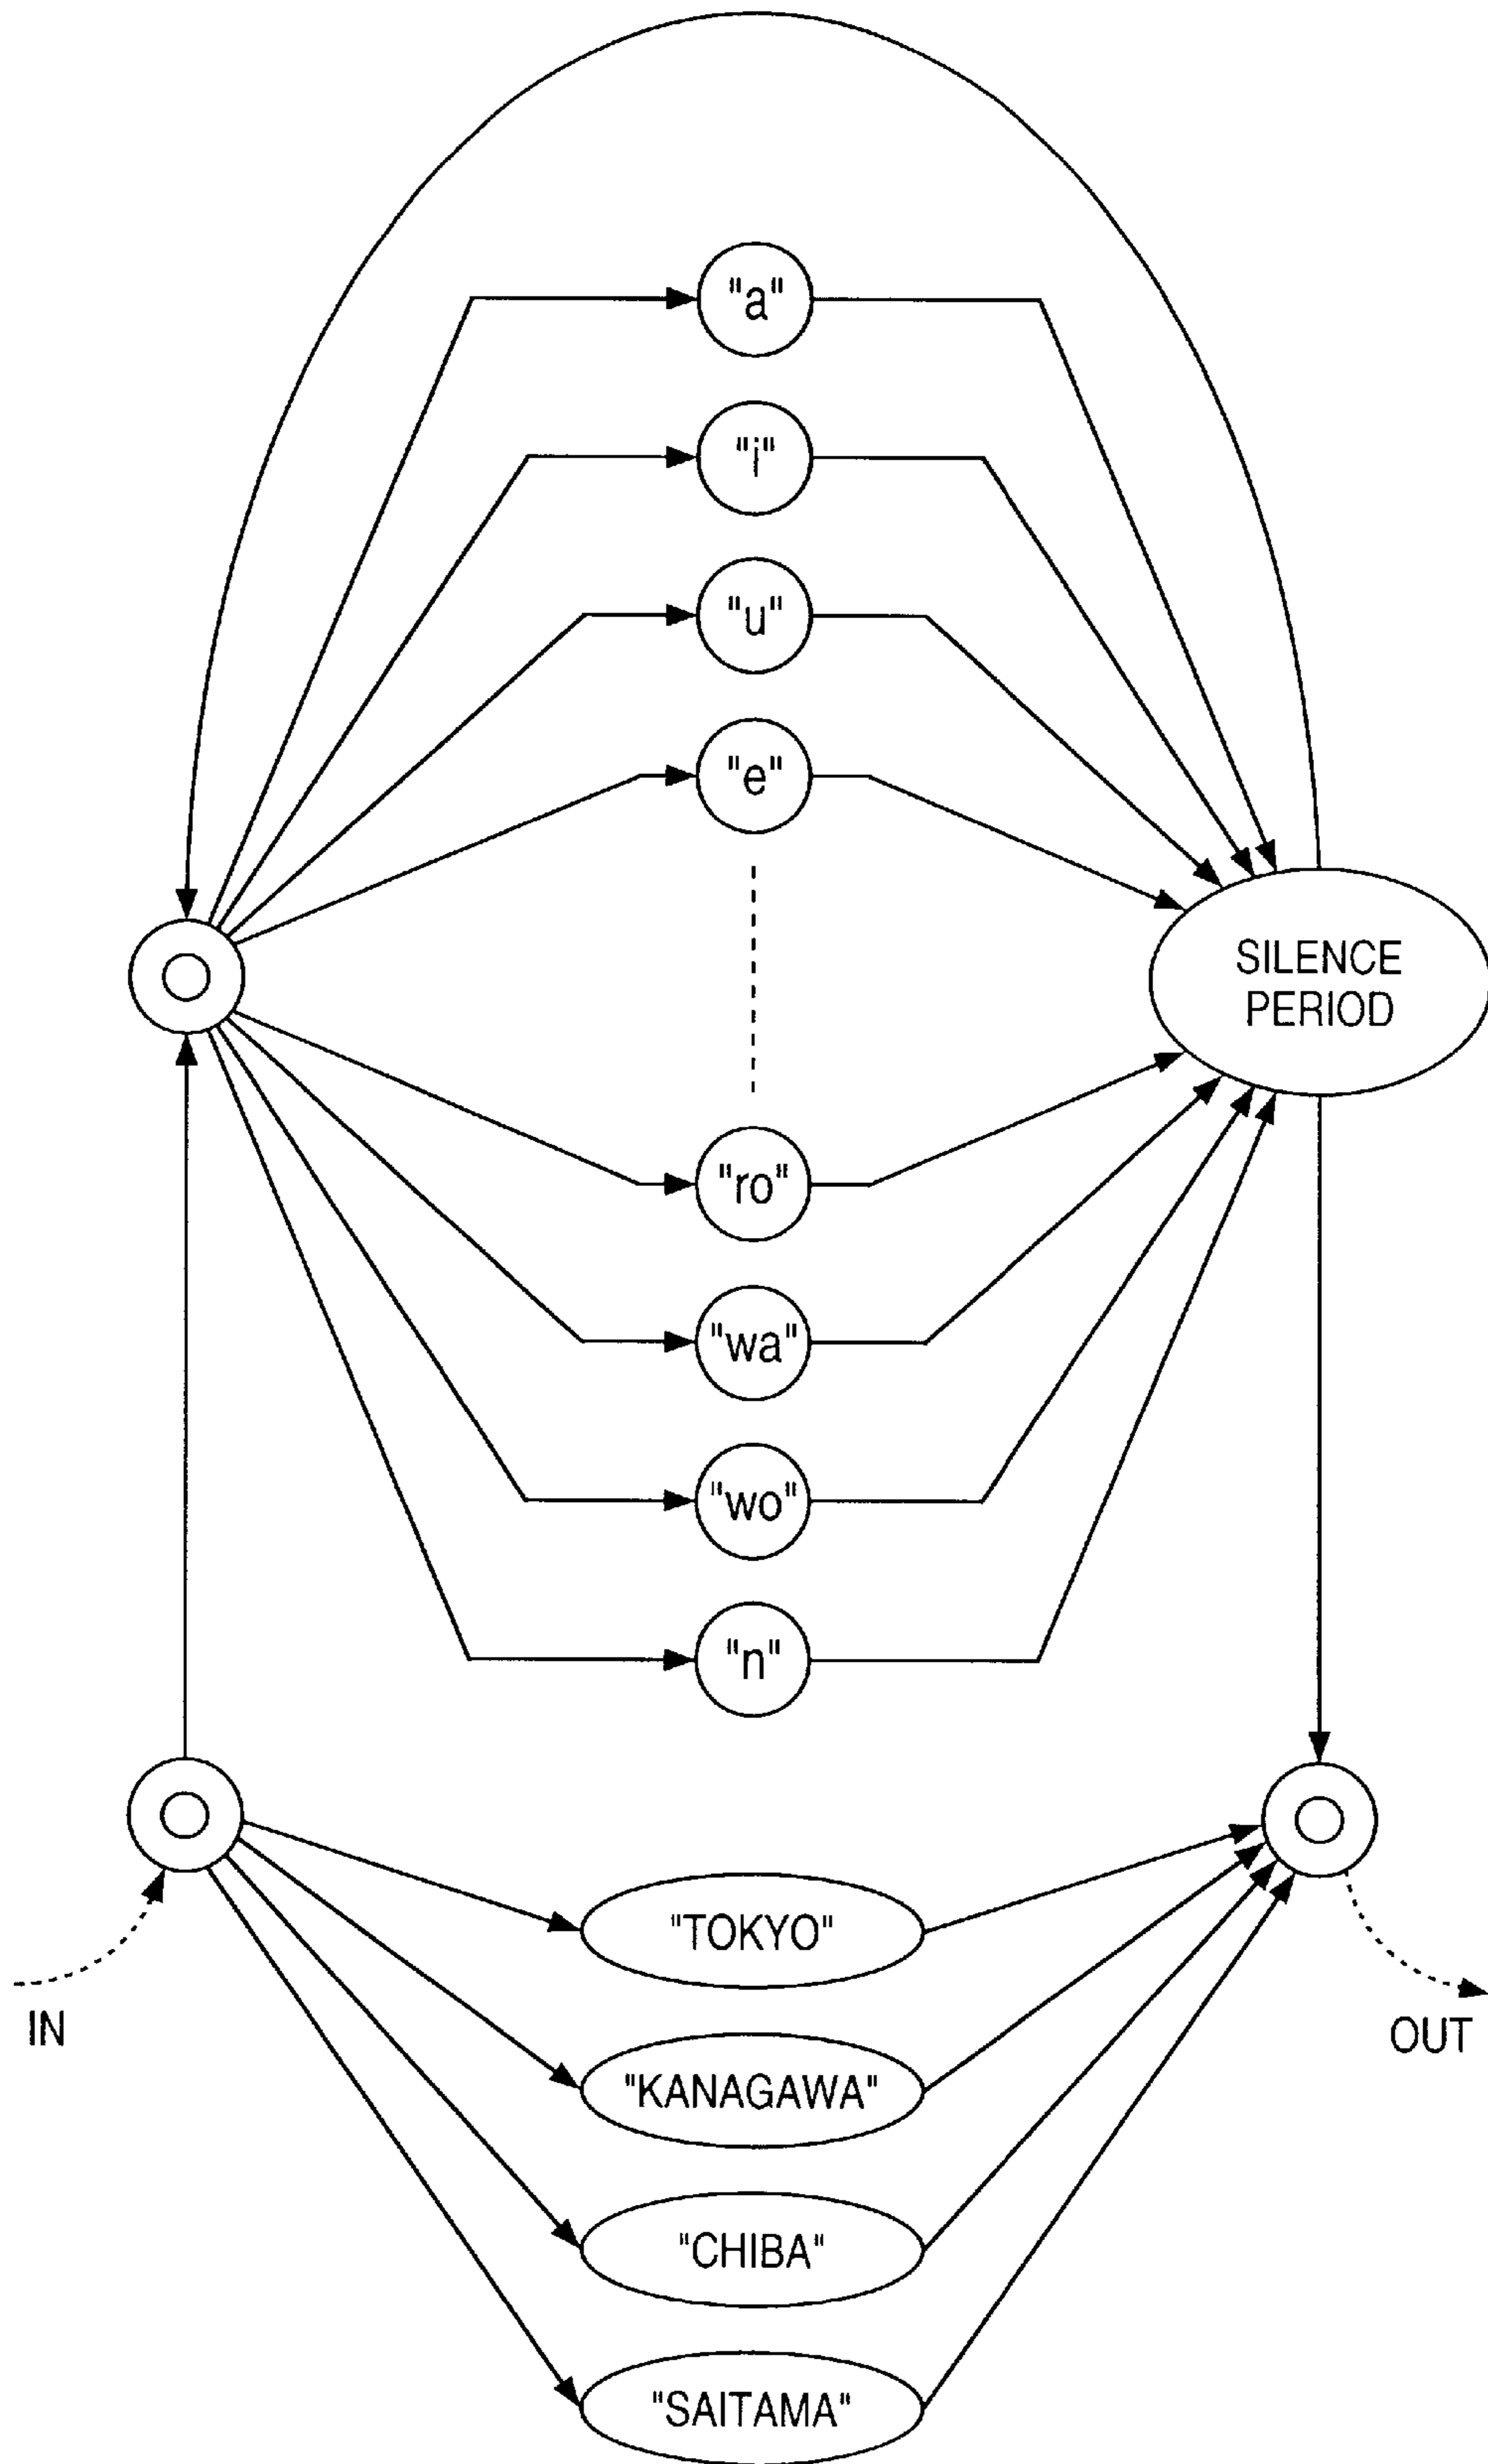 "a"
"i"
"u"
"e"
SILENCE
PERIOD
"ro"
"wa"
"wo"
"n"
"TOKYO"
IN
OUT
"KANAGAWA"
"CHIBA"
"SAITAMA"